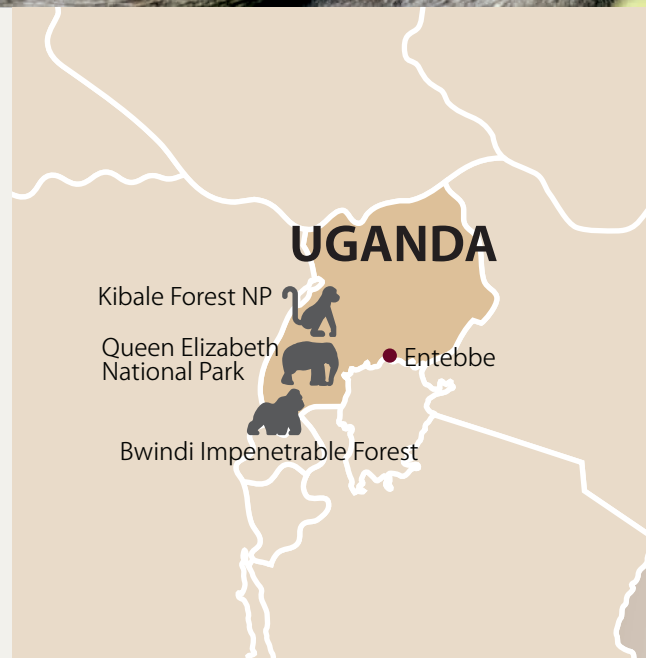 UGANDA
Kibale Forest NP
Queen Elizabeth
National Park
Entebbe
Bwindi Impenetrable Forest